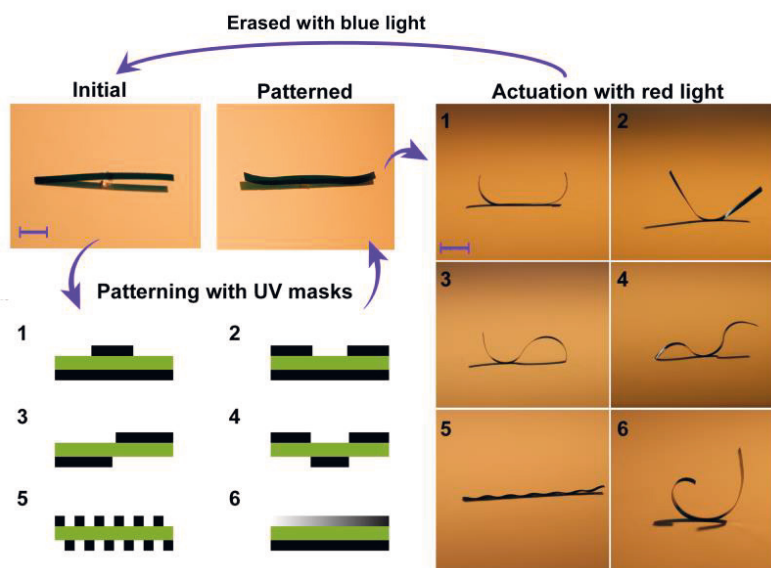 Erased with blue light
Initial
Patterned
Actuation with red light
1
2
3
4
5
6
Patterning with UV masks
1
2
3
4
5
6